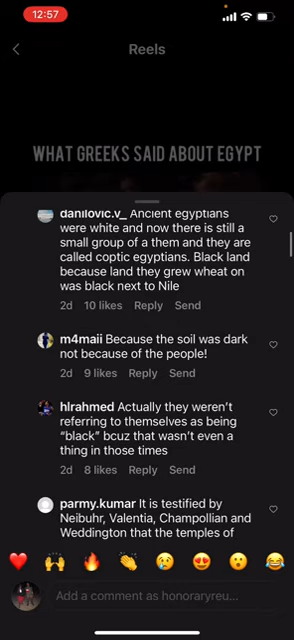 12:57
Reels
WHAT GREEKS SAID ABOUT EGYPT
danilovic.v_ Ancient egyptians
were white and now there is still a
small group of a them and they are
called coptic egyptians. Black land
because land they grew wheat on
was black next to Nile
2d 10 likes Reply Send
m4maii Because the soil was dark
not because of the people!
2d 9 likes Reply Send
hlrahmed Actually they weren't
referring to themselves as being
"black" bcuz that wasn't even a
thing in those times
2d 8 likes Reply Send
parmy.kumar It is testified by
Neibuhr, Valentia, Champollian and
Weddington that the temples of
Add a comment as honoraryreu...